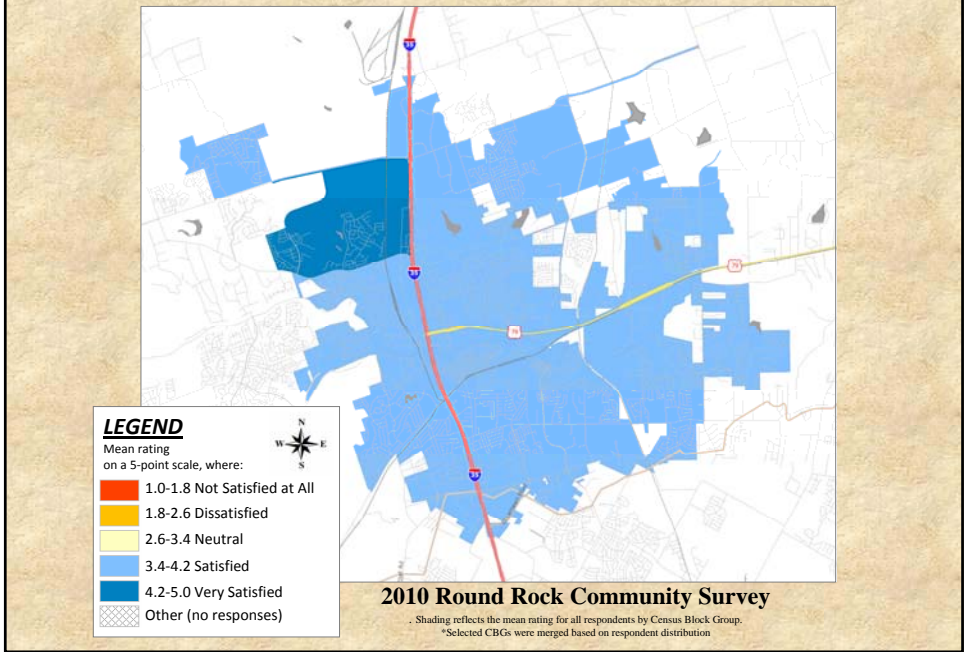 35
35
79
79
35
LEGEND
Mean rating
on a 5-point scale, where:
N
W E
S
1.0-1.8 Not Satisfied at All
1.8-2.6 Dissatisfied
2.6-3.4 Neutral
3.4-4.2 Satisfied
4.2-5.0 Very Satisfied
Other (no responses)
2010 Round Rock Community Survey
. Shading reflects the mean rating for all respondents by Census Block Group.
*Selected CBGs were merged based on respondent distribution